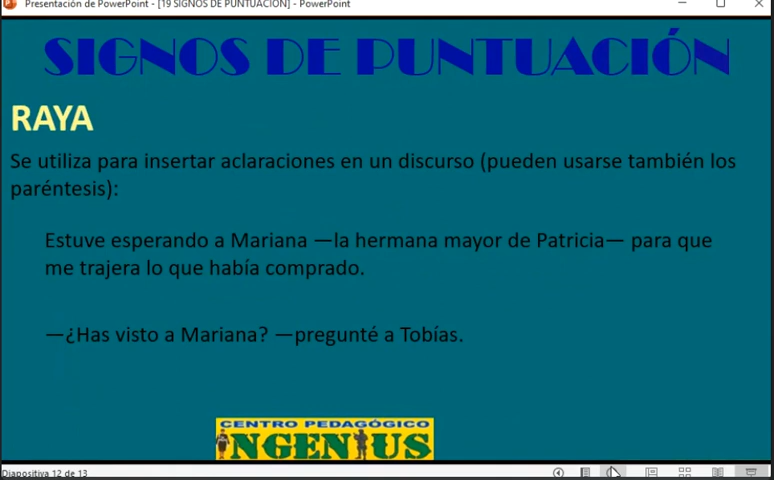 Presentación de PowerPoint - [19 SIGNOS DE PUNTUACIÓN] - PowerPoint
SIGNOS DE PUNTUACIÓN
RAYA
Se utiliza para insertar aclaraciones en un discurso (pueden usarse también los
paréntesis):
Estuve esperando a Mariana —la hermana mayor de Patricia— para que
me trajera lo que había comprado.
—¿Has visto a Mariana? —pregunté a Tobías.
CENTRO PEDAGÓGICO
INGENIUS
Diapositiva 12 de 13